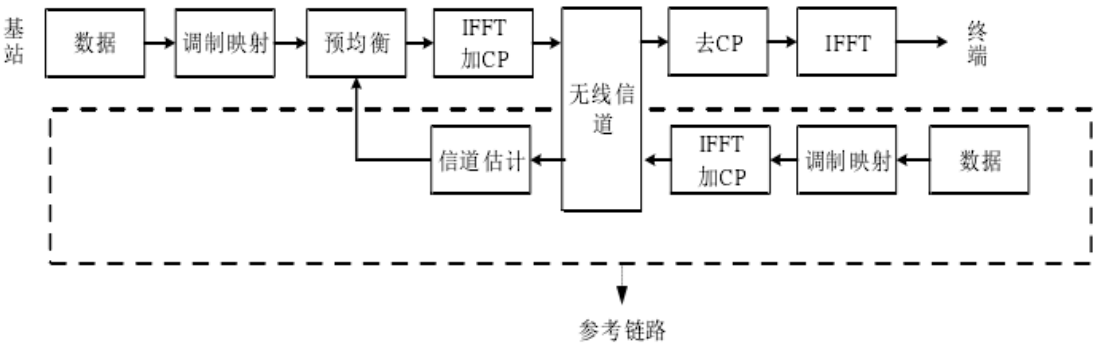 基站
数据
调制映射
预均衡
IFFT
加CP
无线信
道
去CP
IFFT
终端
信道估计
IFFT
加CP
调制映射
数据
参考链路